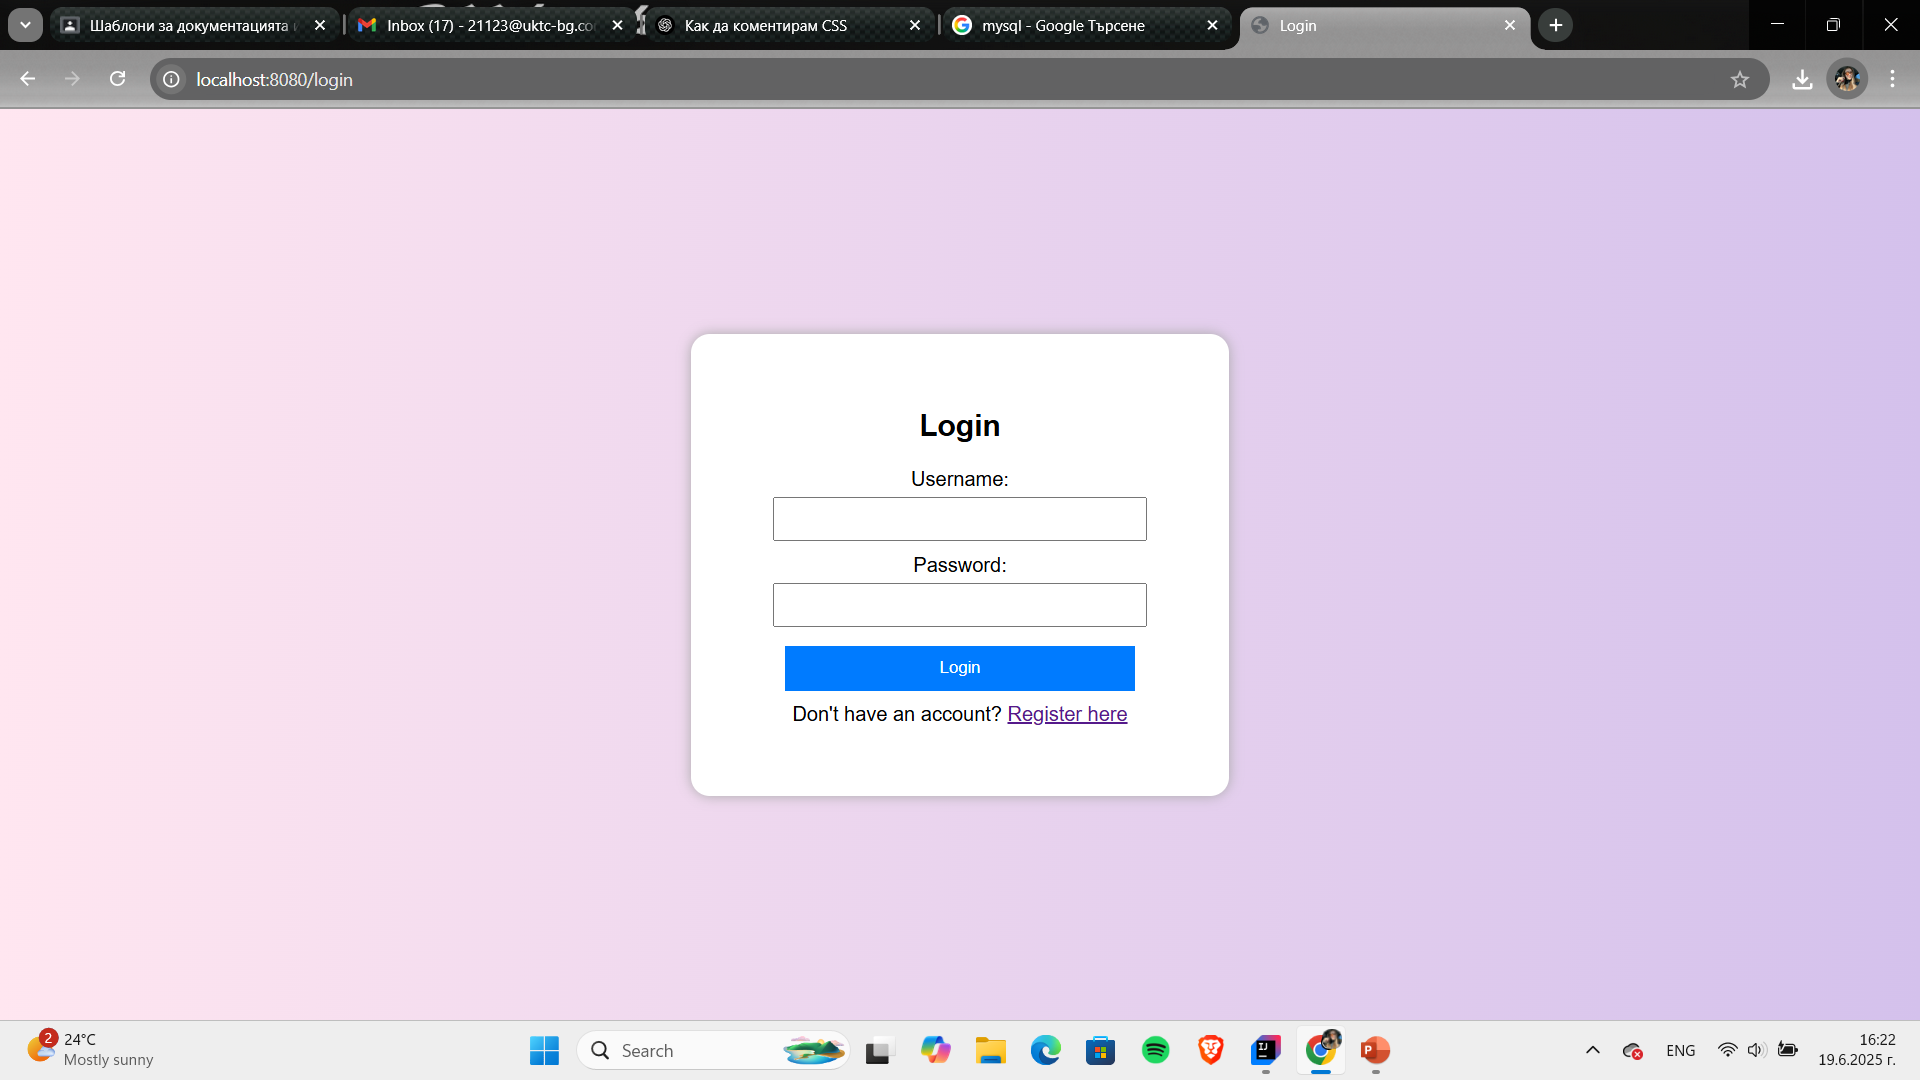 Шаблони за документацията
Inbox (17) - 21123@uktc-bg.co
Как да коментирам CSS
mysql - Google Търсене
Login
localhost:8080/login
Login
Username:
Password:
Login
Don't have an account? Register here
2
24°C
Mostly sunny
Search
ENG
16:22
19.6.2025 г.